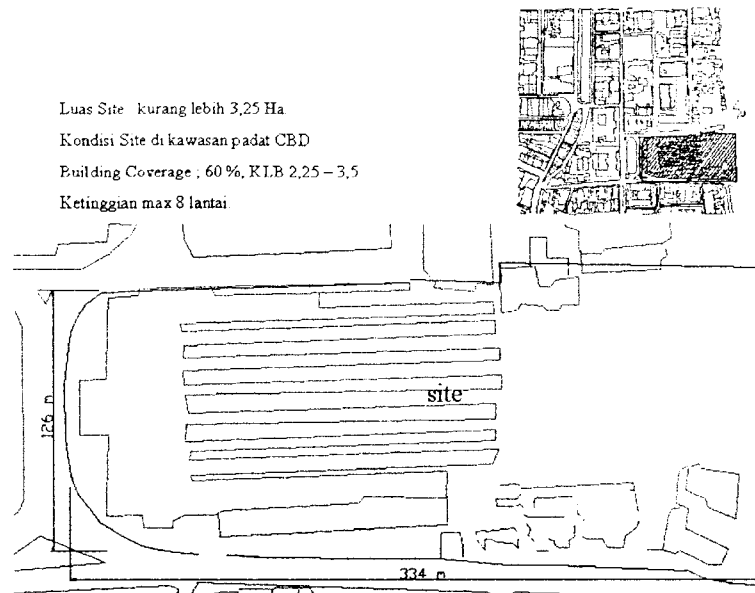 Luas Site kurang lebih 3,25 Ha.
Kondisi Site di kawasan padat CBD
Building Coverage ; 60 %, KLB 2,25 – 3,5
Ketinggian max 8 lantai.
site
126 m
334 m